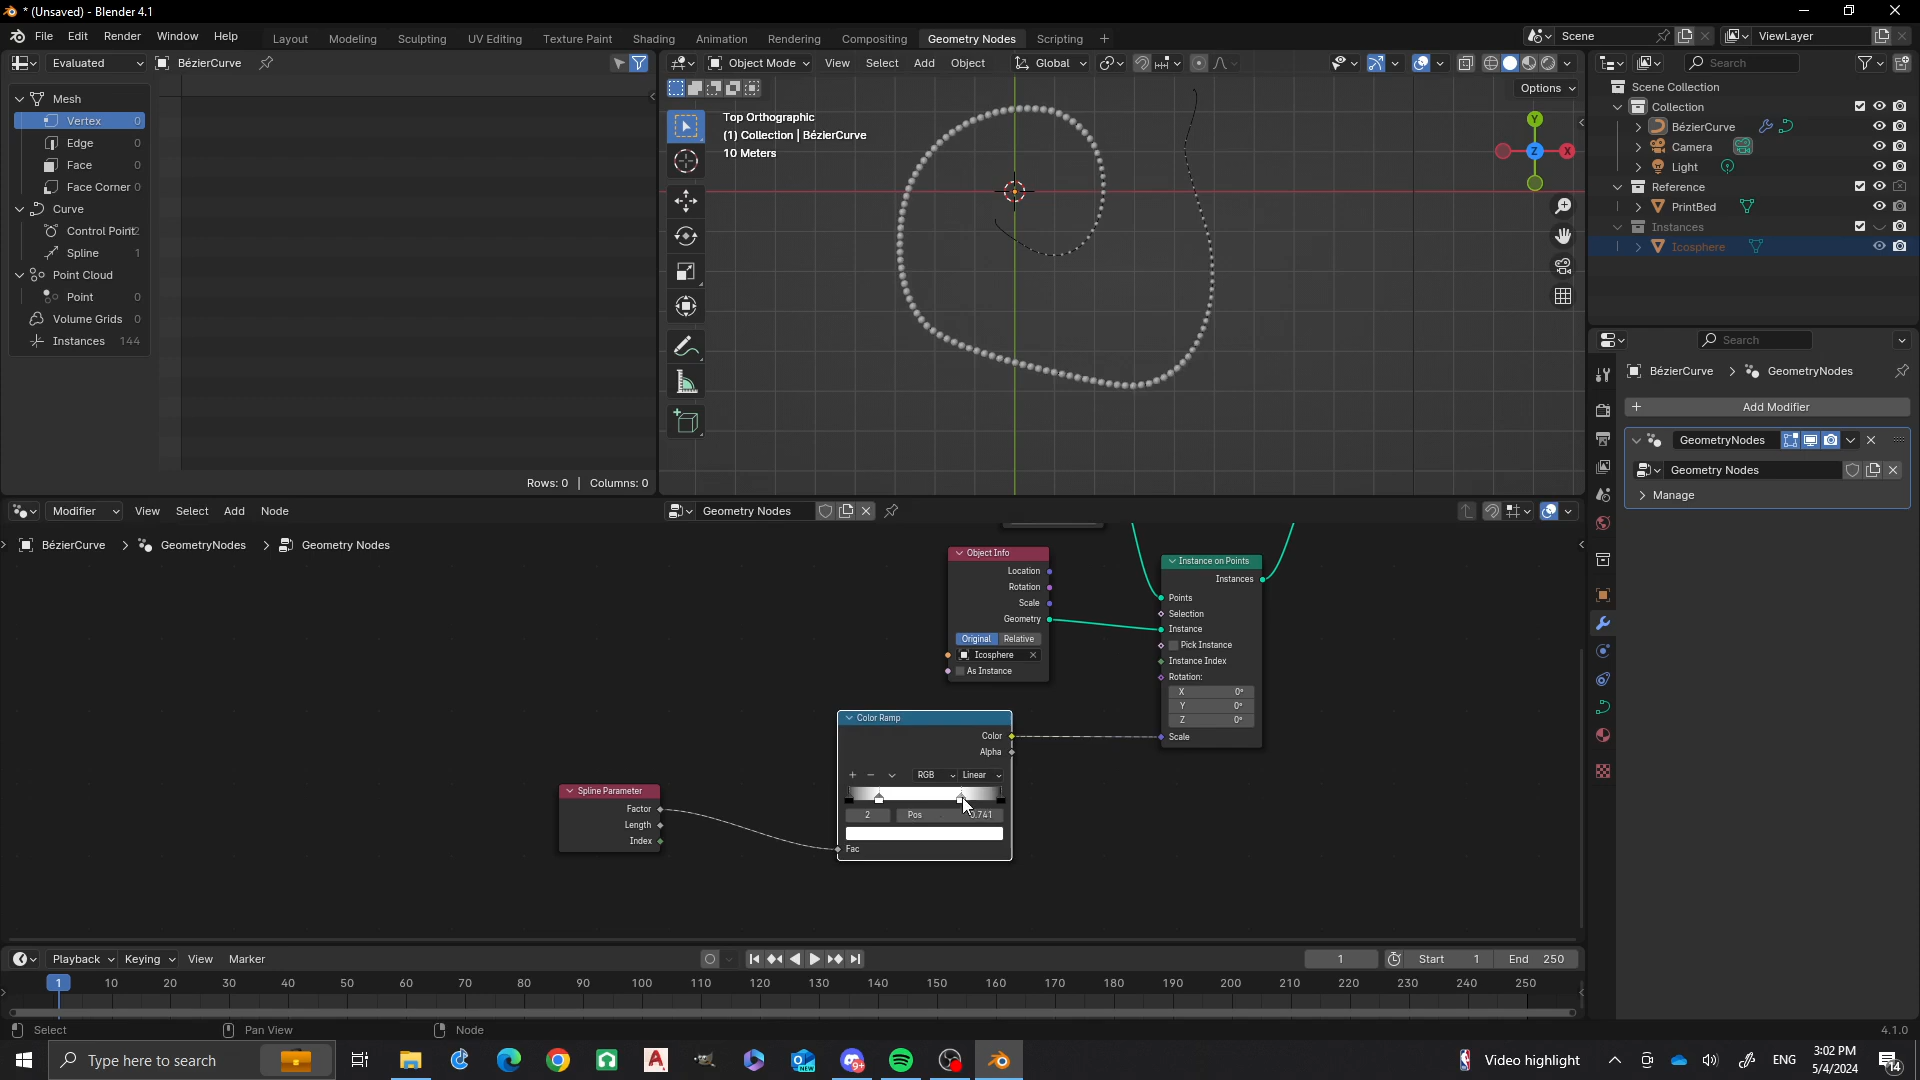 * (Unsaved) - Blender 4.1
File Edit Render Window Help
Layout Modeling Sculpting UV Editing Texture Paint Shading Animation Rendering Compositing Geometry Nodes Scripting +
Scene
ViewLayer
Evaluated
BézierCurve
Object Mode View Select Add Object
Global
Search
Options
Mesh
Vertex 0
Edge 0
Face 0
Face Corner 0
Curve
Spline 1
Point Cloud
Point 0
Volume Grids 0
Instances 144
Rows: 0 | Columns: 0
Top Orthographic
(1) Collection | BézierCurve
10 Meters
Y
Z
X
Scene Collection
Collection
BézierCurve
Camera
Light
Reference
PrintBed
Instances
Icosphere
Search
BézierCurve > GeometryNodes
+ Add Modifier
GeometryNodes
Geometry Nodes
Manage
Modifier View Select Add Node
Geometry Nodes
BézierCurve > GeometryNodes > Geometry Nodes
Object Info
Location
Rotation
Scale
Geometry
Original Relative
Icosphere
As Instance
Instance on Points
Instances
Points
Selection
Instance
Pick Instance
Instance Index
Rotation:
X 0°
Y 0°
Z 0°
Scale
Color Ramp
Color
Alpha
+ − RGB Linear
2 Pos 0.741
Fac
Spline Parameter
Factor
Length
Index
Playback Keying View Marker
1 Start 1 End 250
1 10 20 30 40 50 60 70 80 90 100 110 120 130 140 150 160 170 180 190 200 210 220 230 240 250
Select Pan View Node
4.1.0
Type here to search
Video highlight
ENG
3:02 PM
5/4/2024
14